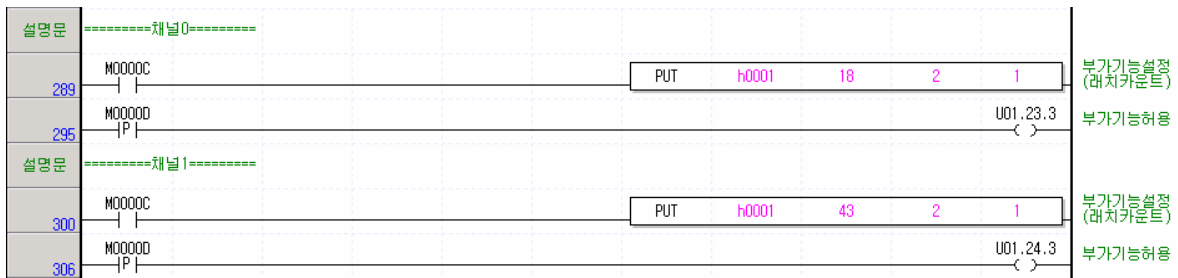 설명문 =========채널0=========
M0000C PUT h0001 18 2 1 부가기능설정
289 (래치카운트)
M0000D U01.23.3
295 P 부가기능허용
설명문 =========채널1=========
M0000C PUT h0001 43 2 1 부가기능설정
300 (래치카운트)
M0000D U01.24.3
306 P 부가기능허용